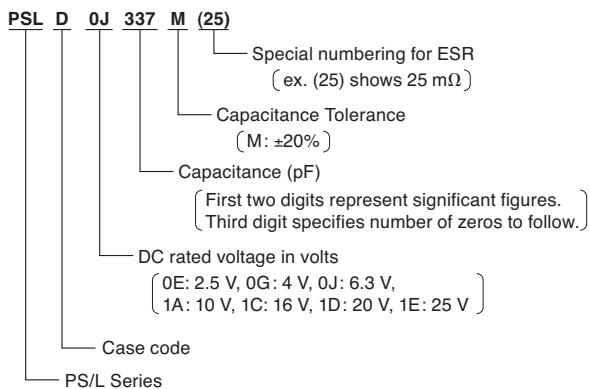 PSL D 0J 337 M (25)
Special numbering for ESR
(ex. (25) shows 25 mΩ)
Capacitance Tolerance
(M: ±20%)
Capacitance (pF)
(First two digits represent significant figures.
Third digit specifies number of zeros to follow.)
DC rated voltage in volts
(0E: 2.5 V, 0G: 4 V, 0J: 6.3 V,
1A: 10 V, 1C: 16 V, 1D: 20 V, 1E: 25 V)
Case code
PS/L Series